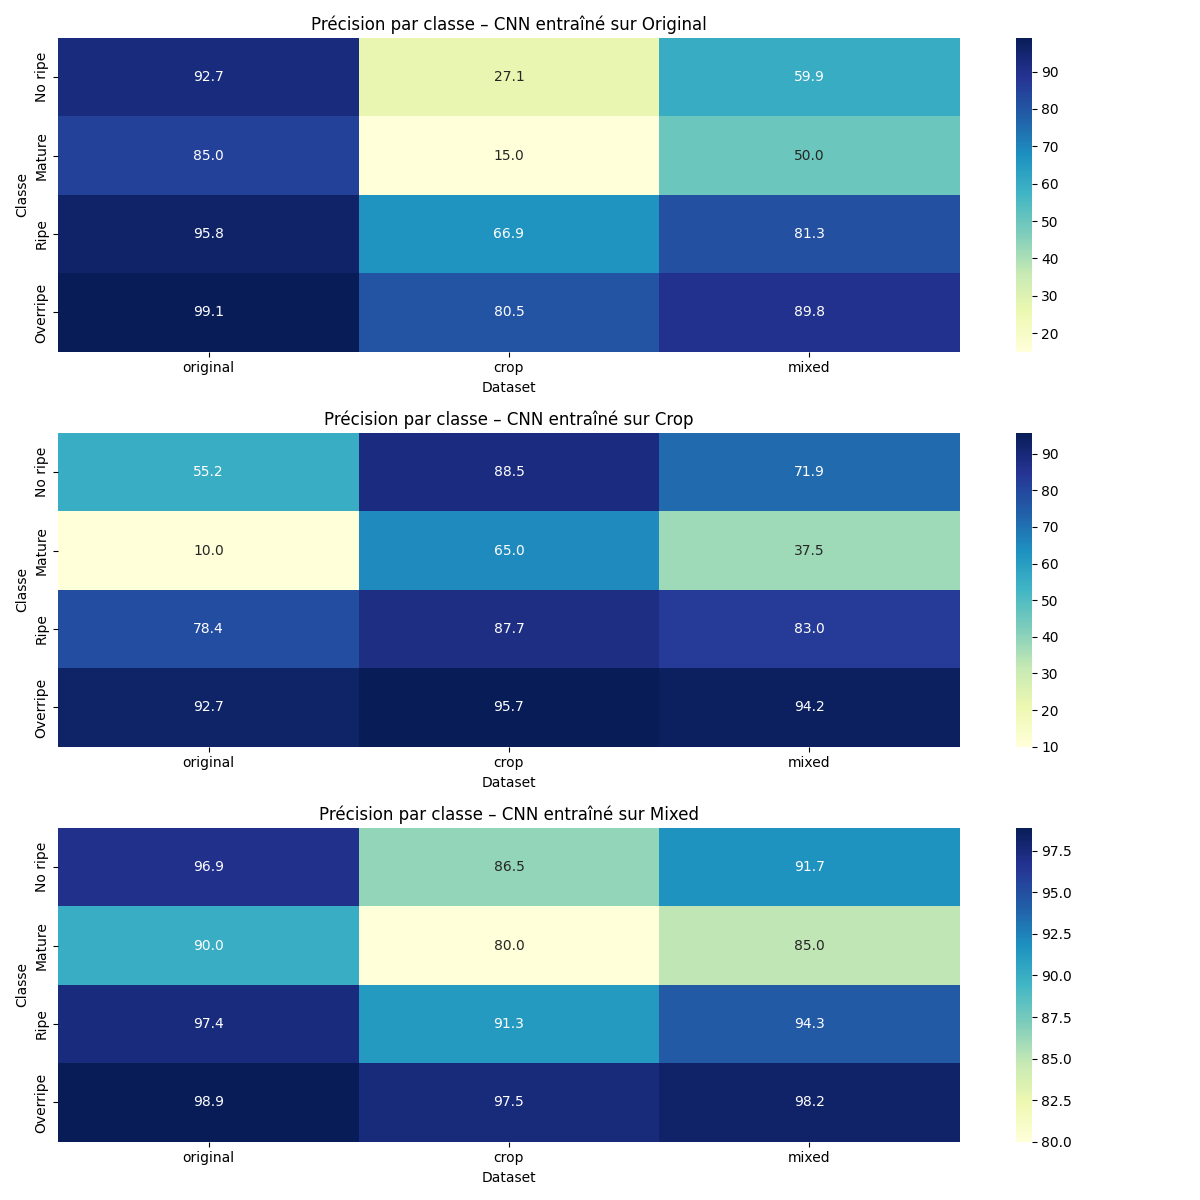 Précision par classe – CNN entraîné sur Original
Classe
No ripe 92.7 27.1 59.9
Mature 85.0 15.0 50.0
Ripe 95.8 66.9 81.3
Overripe 99.1 80.5 89.8
original crop mixed
Dataset
90
80
70
60
50
40
30
20
Précision par classe – CNN entraîné sur Crop
Classe
No ripe 55.2 88.5 71.9
Mature 10.0 65.0 37.5
Ripe 78.4 87.7 83.0
Overripe 92.7 95.7 94.2
original crop mixed
Dataset
90
80
70
60
50
40
30
20
10
Précision par classe – CNN entraîné sur Mixed
Classe
No ripe 96.9 86.5 91.7
Mature 90.0 80.0 85.0
Ripe 97.4 91.3 94.3
Overripe 98.9 97.5 98.2
original crop mixed
Dataset
97.5
95.0
92.5
90.0
87.5
85.0
82.5
80.0